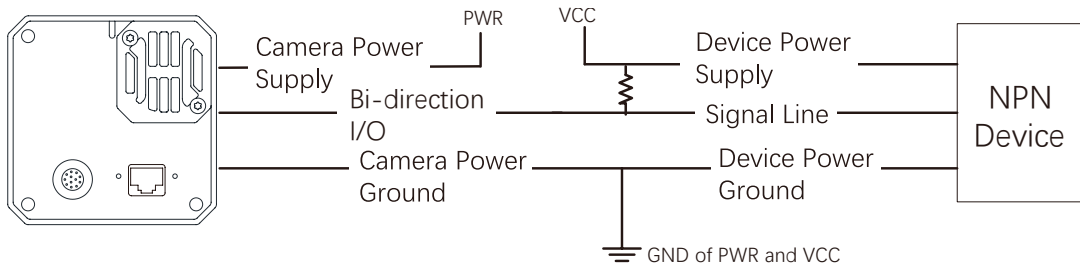 PWR
VCC
Camera Power
Supply
Device Power
Supply
Bi-direction
I/O
Signal Line
NPN
Device
Camera Power
Ground
Device Power
Ground
GND of PWR and VCC